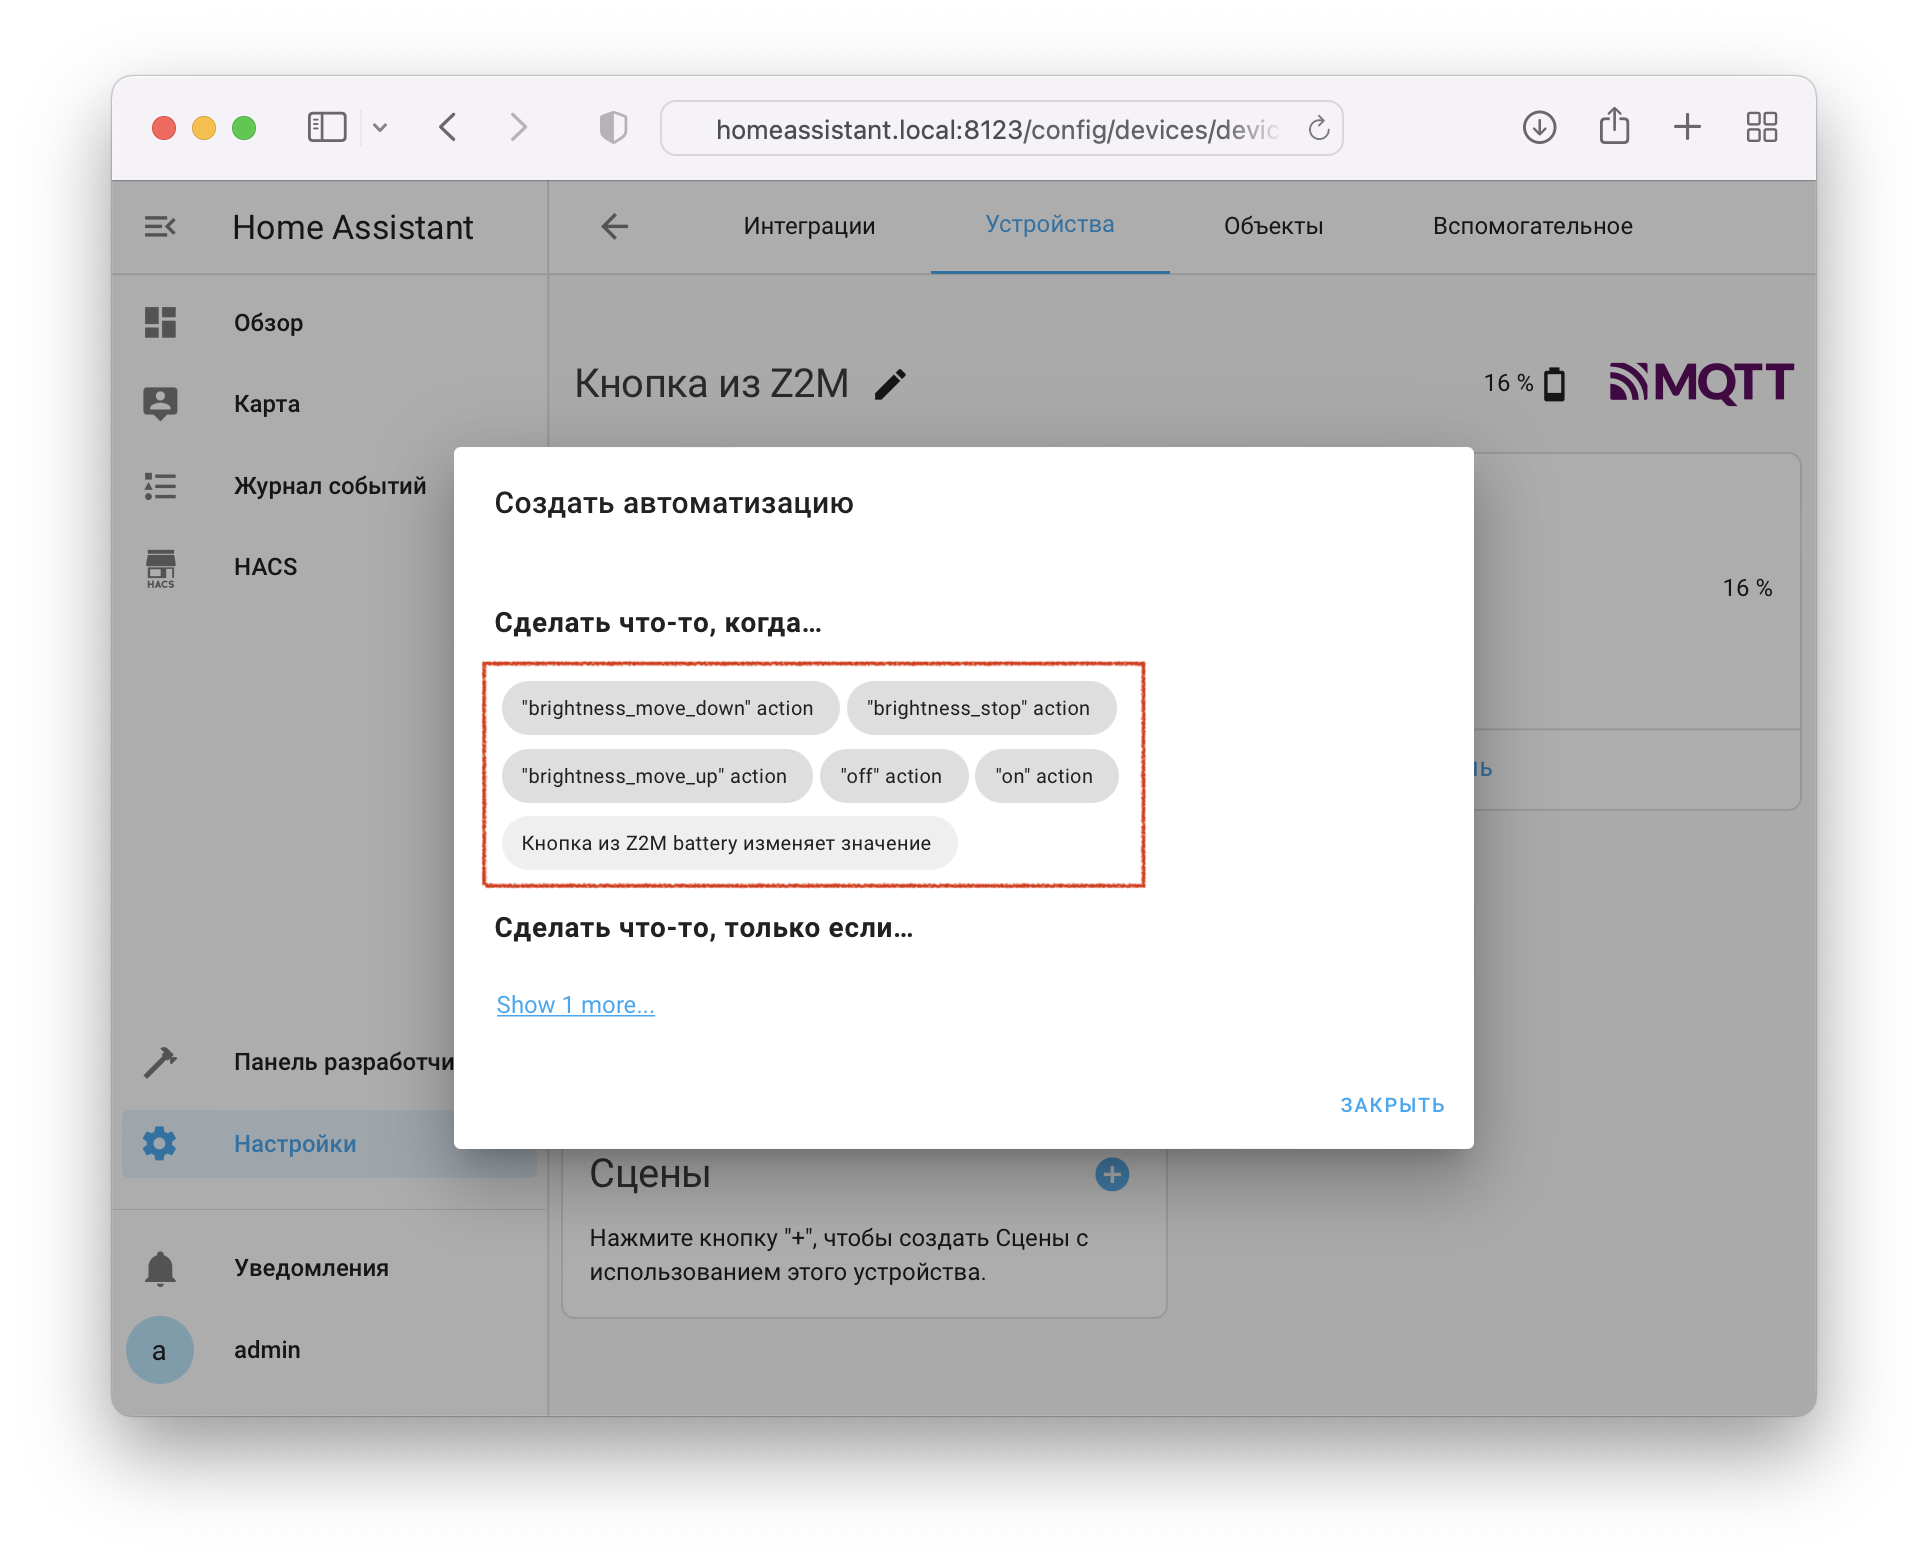 homeassistant.local:8123/config/devices/devic
Home Assistant
Интеграции
Устройства
Объекты
Вспомогательное
Обзор
Карта
Журнал событий
HACS
HACS
Кнопка из Z2M
16 %
MQTT
Создать автоматизацию
Сделать что-то, когда...
"brightness_move_down" action
"brightness_stop" action
"brightness_move_up" action
"off" action
"on" action
Кнопка из Z2M battery изменяет значение
Сделать что-то, только если...
Show 1 more...
ЗАКРЫТЬ
16 %
Панель разработчи
Настройки
Сцены
Нажмите кнопку "+", чтобы создать Сцены с
использованием этого устройства.
Уведомления
a
admin